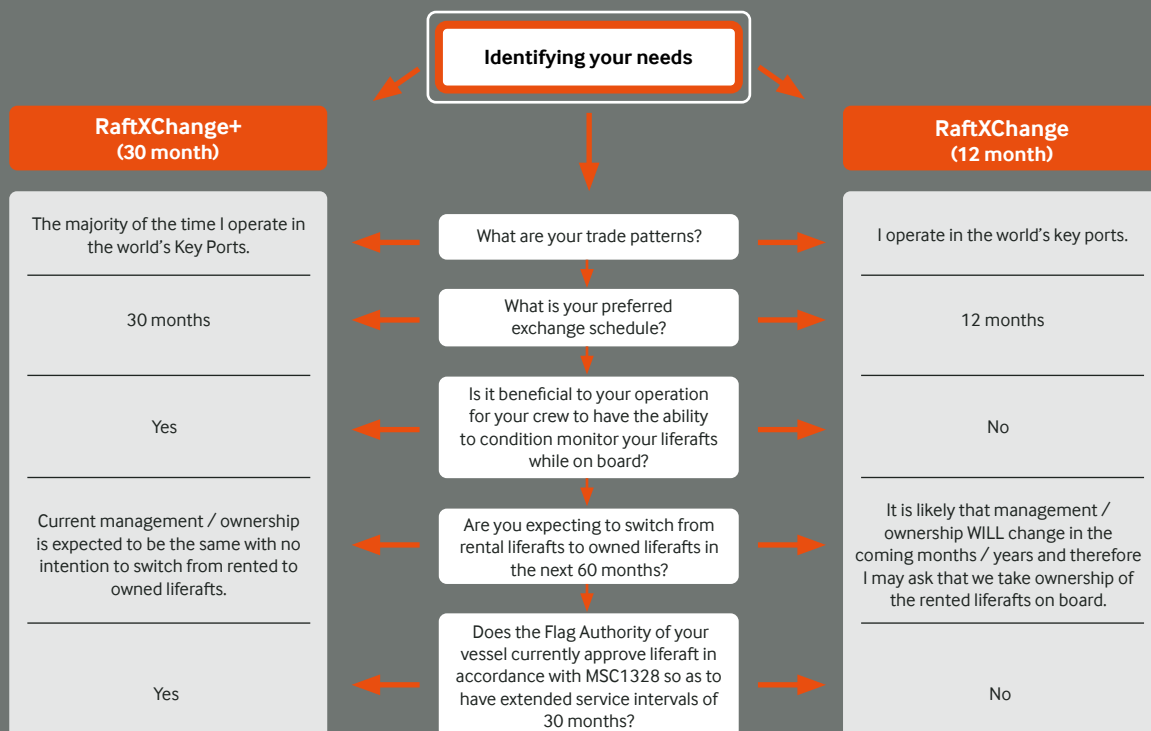 Identifying your needs
RaftXChange+
(30 month)
RaftXChange
(12 month)
The majority of the time I operate in
the world's Key Ports.
What are your trade patterns?
I operate in the world's key ports.
30 months
What is your preferred
exchange schedule?
12 months
Yes
Is it beneficial to your operation
for your crew to have the ability
to condition monitor your liferafts
while on board?
No
Current management / ownership
is expected to be the same with no
intention to switch from rented to
owned liferafts.
Are you expecting to switch from
rental liferafts to owned liferafts in
the next 60 months?
It is likely that management /
ownership WILL change in the
coming months / years and therefore
I may ask that we take ownership of
the rented liferafts on board.
Yes
Does the Flag Authority of your
vessel currently approve liferaft in
accordance with MSC1328 so as to
have extended service intervals of
30 months?
No